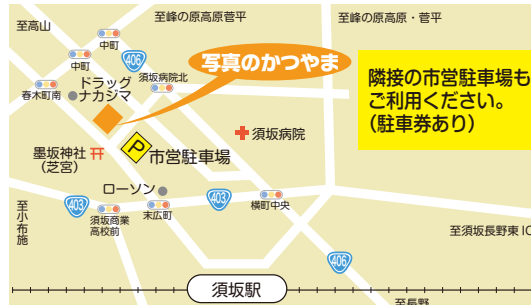 至高山
至峰の原高原菅平
至峰の原高原・菅平
中町
406
中町
写真のかつやま
須坂病院北
春木町南
ドラッグ
ナカジマ
隣接の市営駐車場も
ご利用ください。
（駐車券あり）
須坂病院
墨坂神社
（芝宮）
P
市営駐車場
ローソン
403
403
横町中央
至小布施
須坂商業
高校前
末広町
至須坂長野東IC
406
須坂駅
至長野